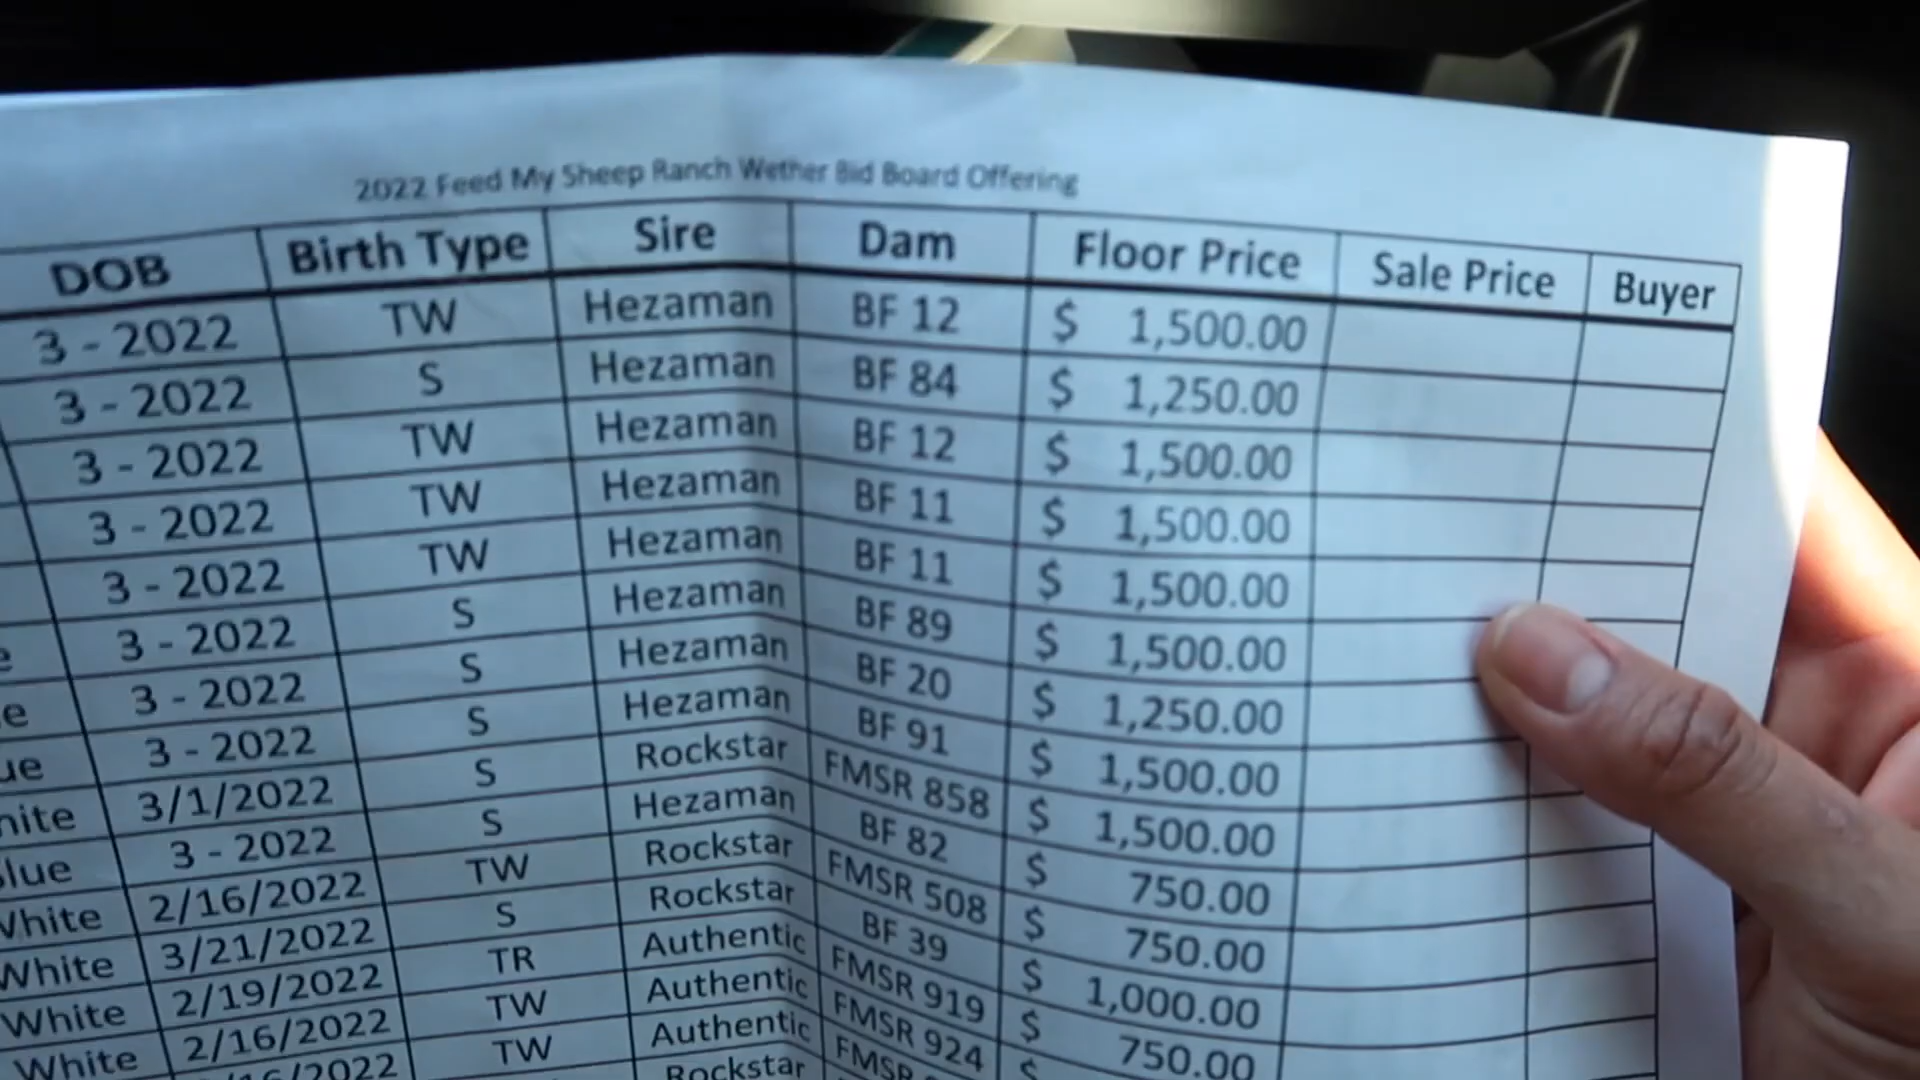 2022 Feed My Sheep Ranch Wether Bid Board Offering
DOB Birth Type Sire Dam Floor Price Sale Price Buyer
3 - 2022 TW Hezaman BF 12 $ 1,500.00
3 - 2022 S Hezaman BF 84 $ 1,250.00
3 - 2022 TW Hezaman BF 12 $ 1,500.00
3 - 2022 TW Hezaman BF 11 $ 1,500.00
3 - 2022 TW Hezaman BF 11 $ 1,500.00
e 3 - 2022 S Hezaman BF 89 $ 1,500.00
e 3 - 2022 S Hezaman BF 20 $ 1,250.00
ue 3 - 2022 S Hezaman BF 91 $ 1,500.00
hite 3/1/2022 S Rockstar FMSR 858 $ 1,500.00
lue 3 - 2022 S Hezaman BF 82 $ 750.00
White 2/16/2022 TW Rockstar FMSR 508 $ 750.00
White 3/21/2022 S Rockstar BF 39 $ 1,000.00
White 2/19/2022 TR Authentic FMSR 919 $ 750.00
White 2/16/2022 TW Authentic FMSR 924 $
/16/2022 TW Authentic FMSR
Rockstar